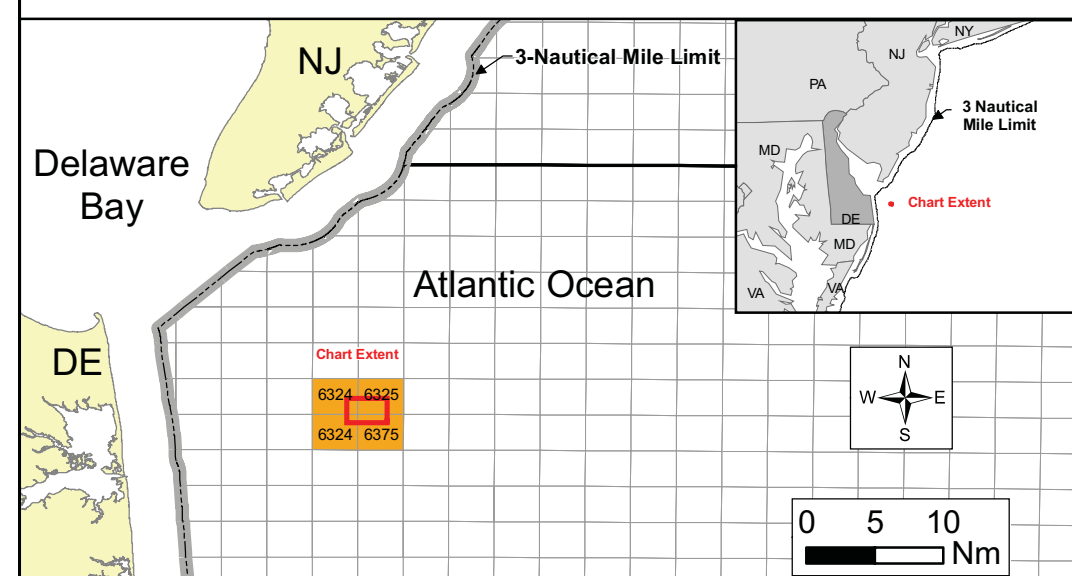 NJ
3-Nautical Mile Limit
Delaware
Bay
Atlantic Ocean
DE
Chart Extent
6324 6325
6324 6375
NY
NJ
PA
3 Nautical
Mile Limit
MD
Chart Extent
DE
MD
VA
VA
N
W E
S
0 5 10
Nm